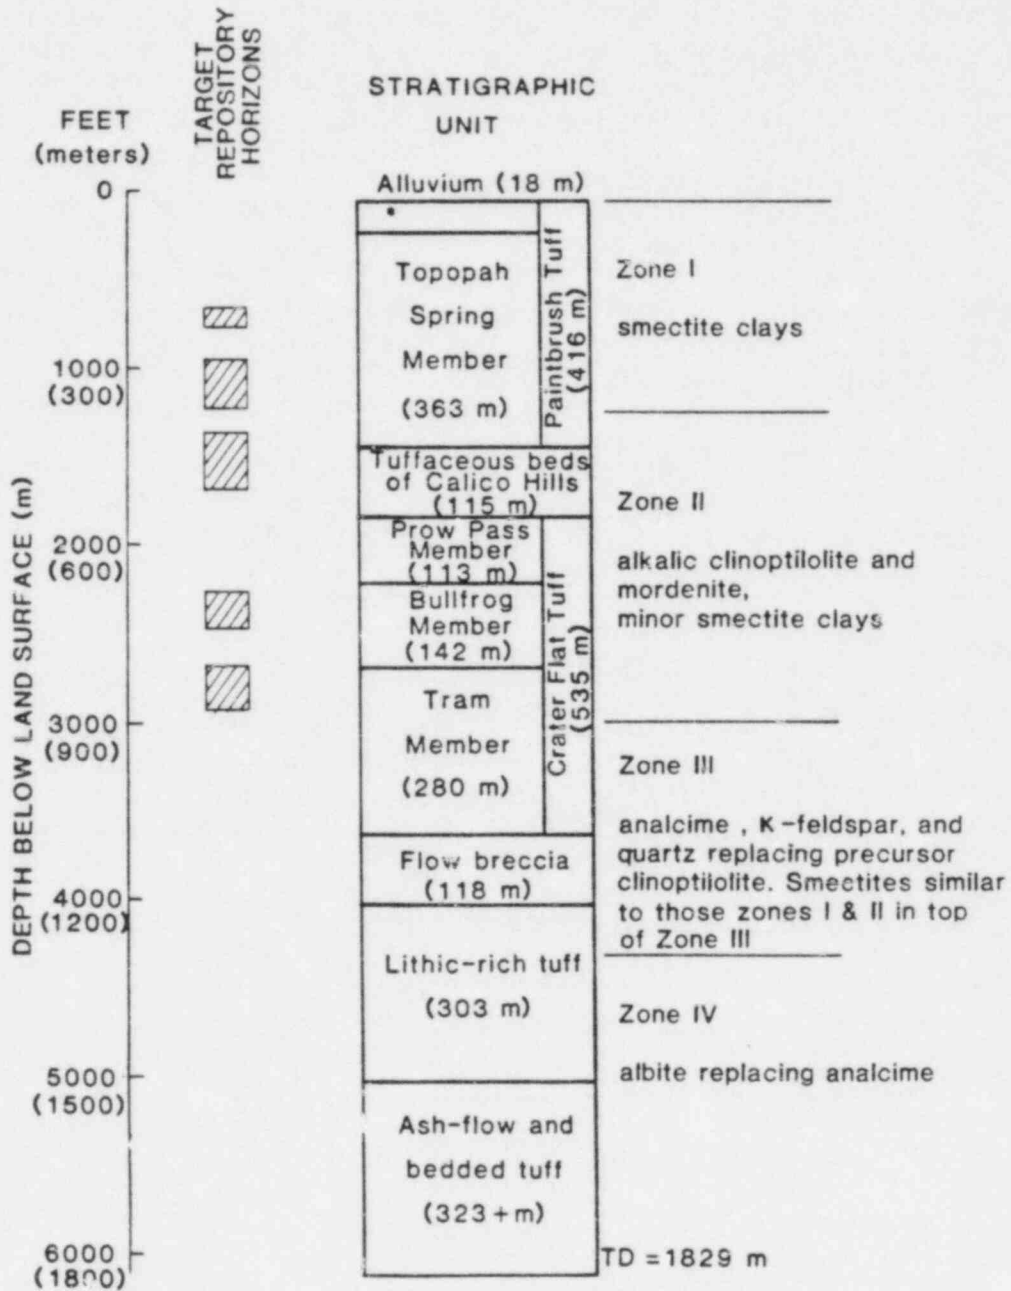 TARGET
REPOSITORY
HORIZONS
STRATIGRAPHIC
UNIT
FEET
(meters)
DEPTH BELOW LAND SURFACE (m)
0
1000
(300)
2000
(600)
3000
(900)
4000
(1200)
5000
(1500)
6000
Alluvium (18 m)
Topopah
Spring
Member
(363 m)
Paintbrush Tuff
(416 m)
Tuffaceous beds
of Calico Hills
(115 m)
Prow Pass
Member
(113 m)
Bullfrog
Member
(142 m)
Tram
Member
(280 m)
Crater Flat Tuff
(535 m)
Flow breccia
(118 m)
Lithic-rich tuff
(303 m)
Ash-flow and
bedded tuff
(323+m)
Zone I
smectite clays
Zone II
alkalic clinoptilolite and
mordenite,
minor smectite clays
Zone III
analcime , K-feldspar, and
quartz replacing precursor
clinoptilolite. Smectites similar
to those zones I & II in top
of Zone III
Zone IV
albite replacing analcime
TD =1829 m